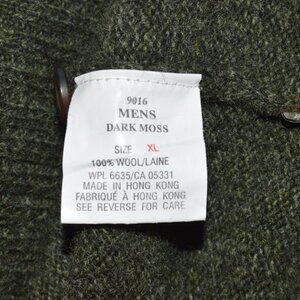 9016
MENS
DARK MOSS
SIZE XL
100% WOOL/LAINE
WPL 6635/CA 05331
MADE IN HONG KONG
FABRIQUÉ À HONG KONG
SEE REVERSE FOR CARE